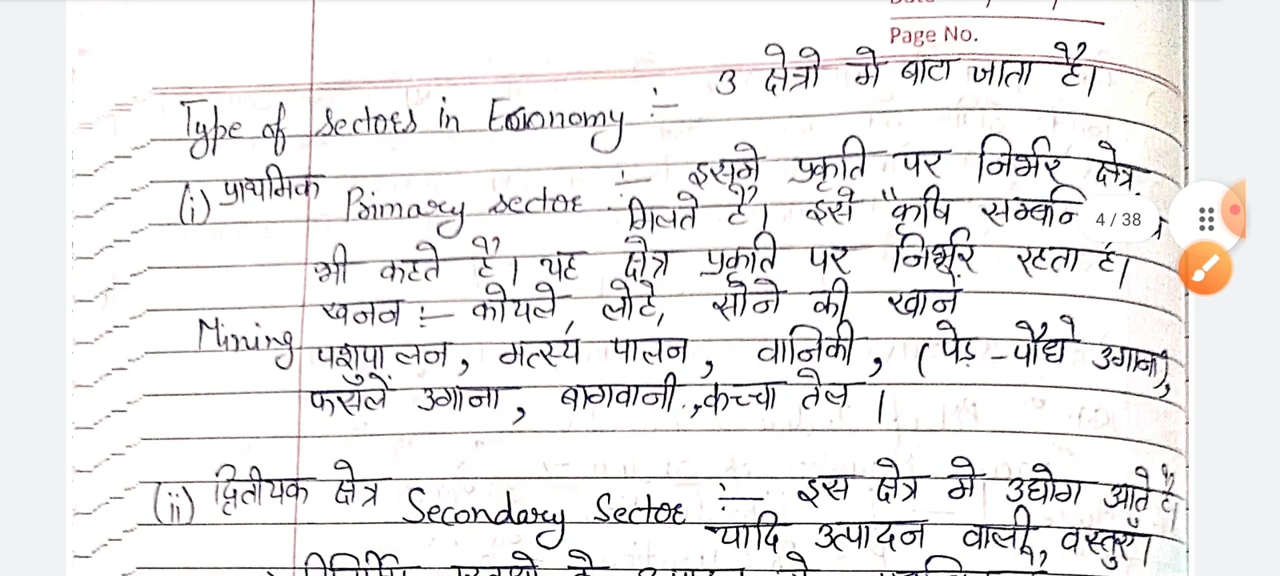 Page No.
3 क्षेत्रो मे बाटा जाता है।
Type of sectors in Economy :-
(i) प्राथमिक Primary sector :- इसमे प्रकृति पर निर्भर क्षेत्र
मिलते है। इसे कृषि
4/38
भी कहते है। यह क्षेत्र प्रकृति पर निर्भर रहता है।
Mining खनन :- कोयले, लोहे, सोने की खानें
पशुपालन, मत्स्य पालन, वानिकी, (पेड़-पौधे उगाना),
फसलें उगाना, बागवानी, कच्चा तेल।
(ii) द्वितीयक क्षेत्र Secondary Sector :- इस क्षेत्र मे उद्योग आते है।
यादि उत्पादन वाली, वस्तुएँ।